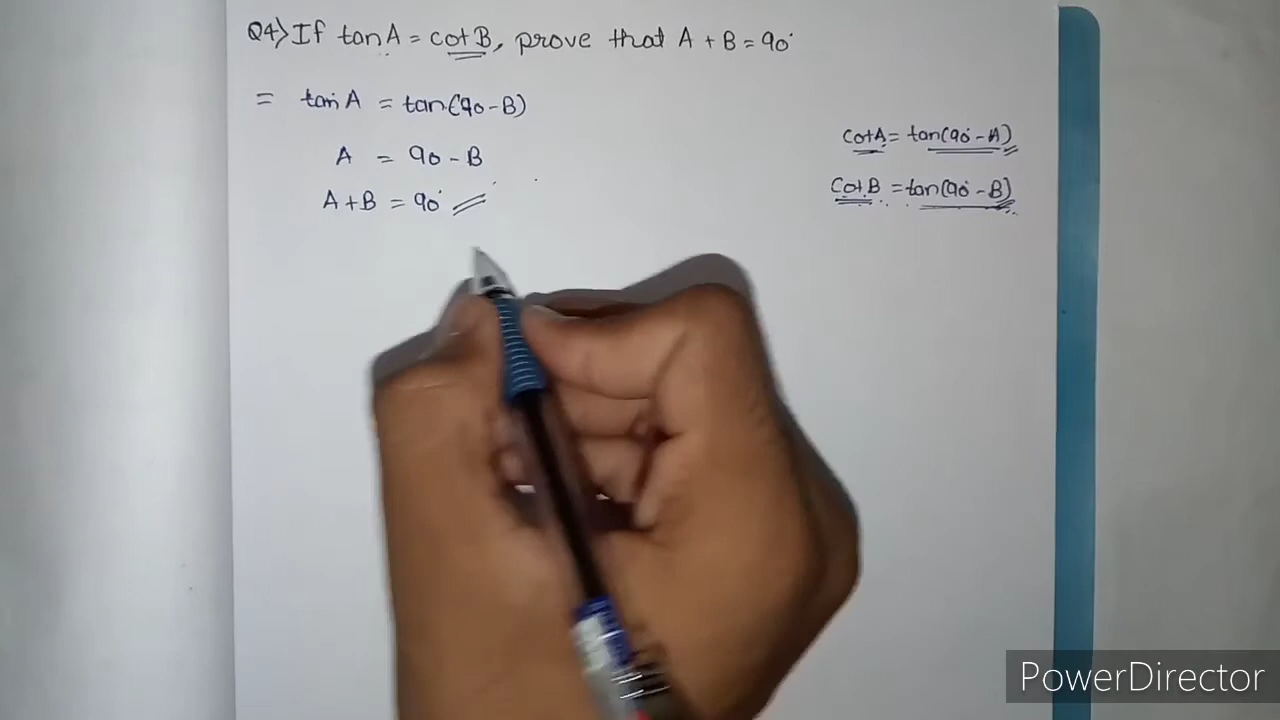 Q4> If tan A = cot B, prove that A + B = 90°
= tan A = tan(90 - B)
A = 90 - B
A + B = 90°
cot A = tan(90° - A)
cot B = tan(90° - B)
PowerDirector